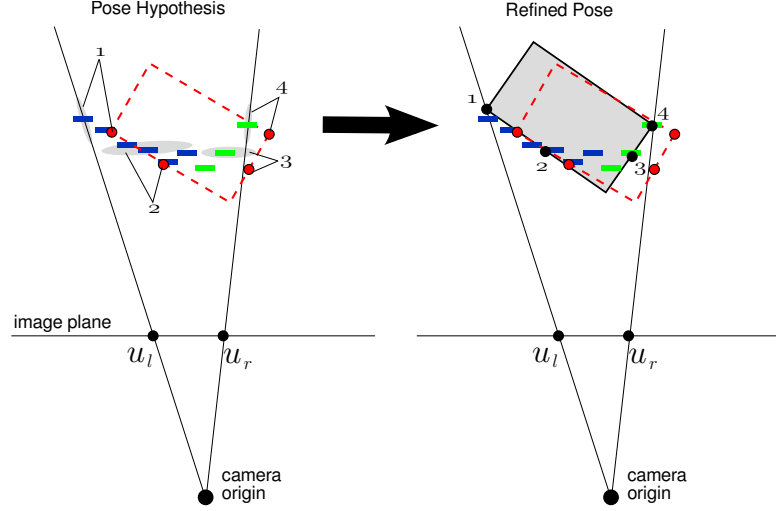 Pose Hypothesis
1
4
3
2
image plane
u_l
u_r
camera
origin
Refined Pose
1
4
2
3
u_l
u_r
camera
origin